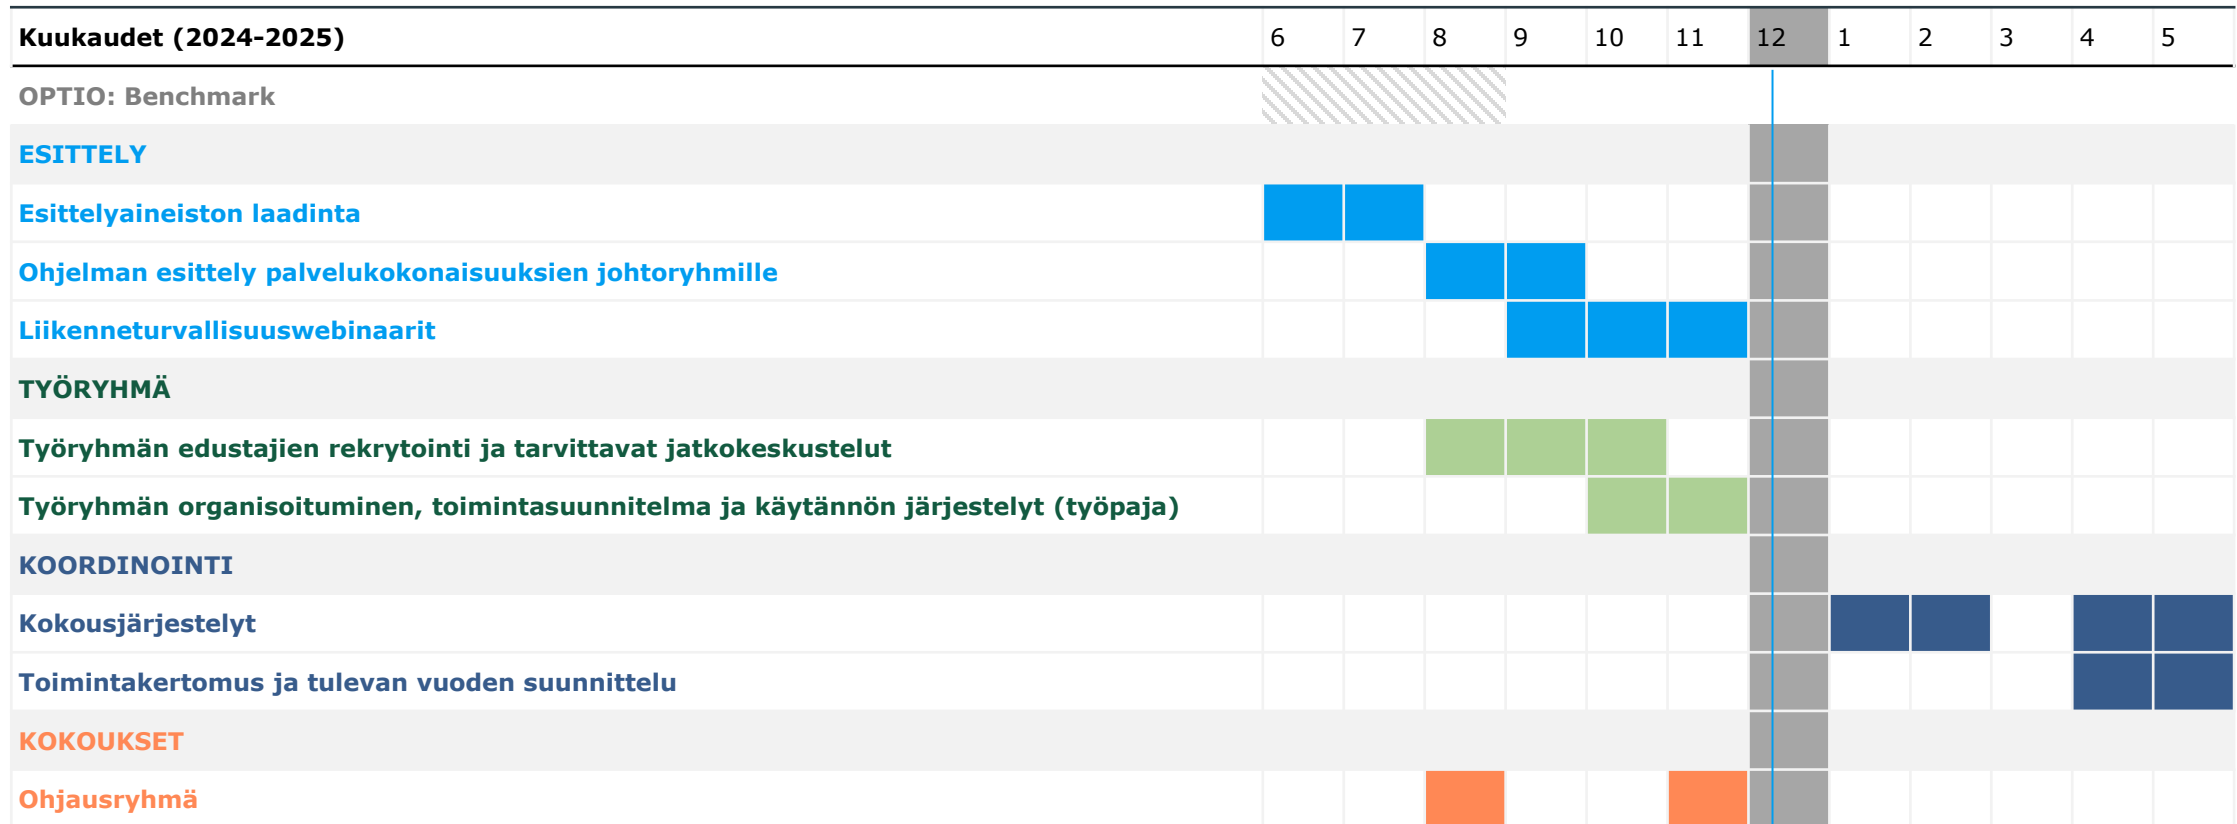 Kuukaudet (2024-2025) 6 7 8 9 10 11 12 1 2 3 4 5
OPTIO: Benchmark
ESITTELY
Esittelyaineiston laadinta
Ohjelman esittely palvelukokonaisuuksien johtoryhmille
Liikenneturvallisuuswebinaarit
TYÖRYHMÄ
Työryhmän edustajien rekrytointi ja tarvittavat jatkokeskustelut
Työryhmän organisoituminen, toimintasuunnitelma ja käytännön järjestelyt (työpaja)
KOORDINOINTI
Kokousjärjestelyt
Toimintakertomus ja tulevan vuoden suunnittelu
KOKOUKSET
Ohjausryhmä